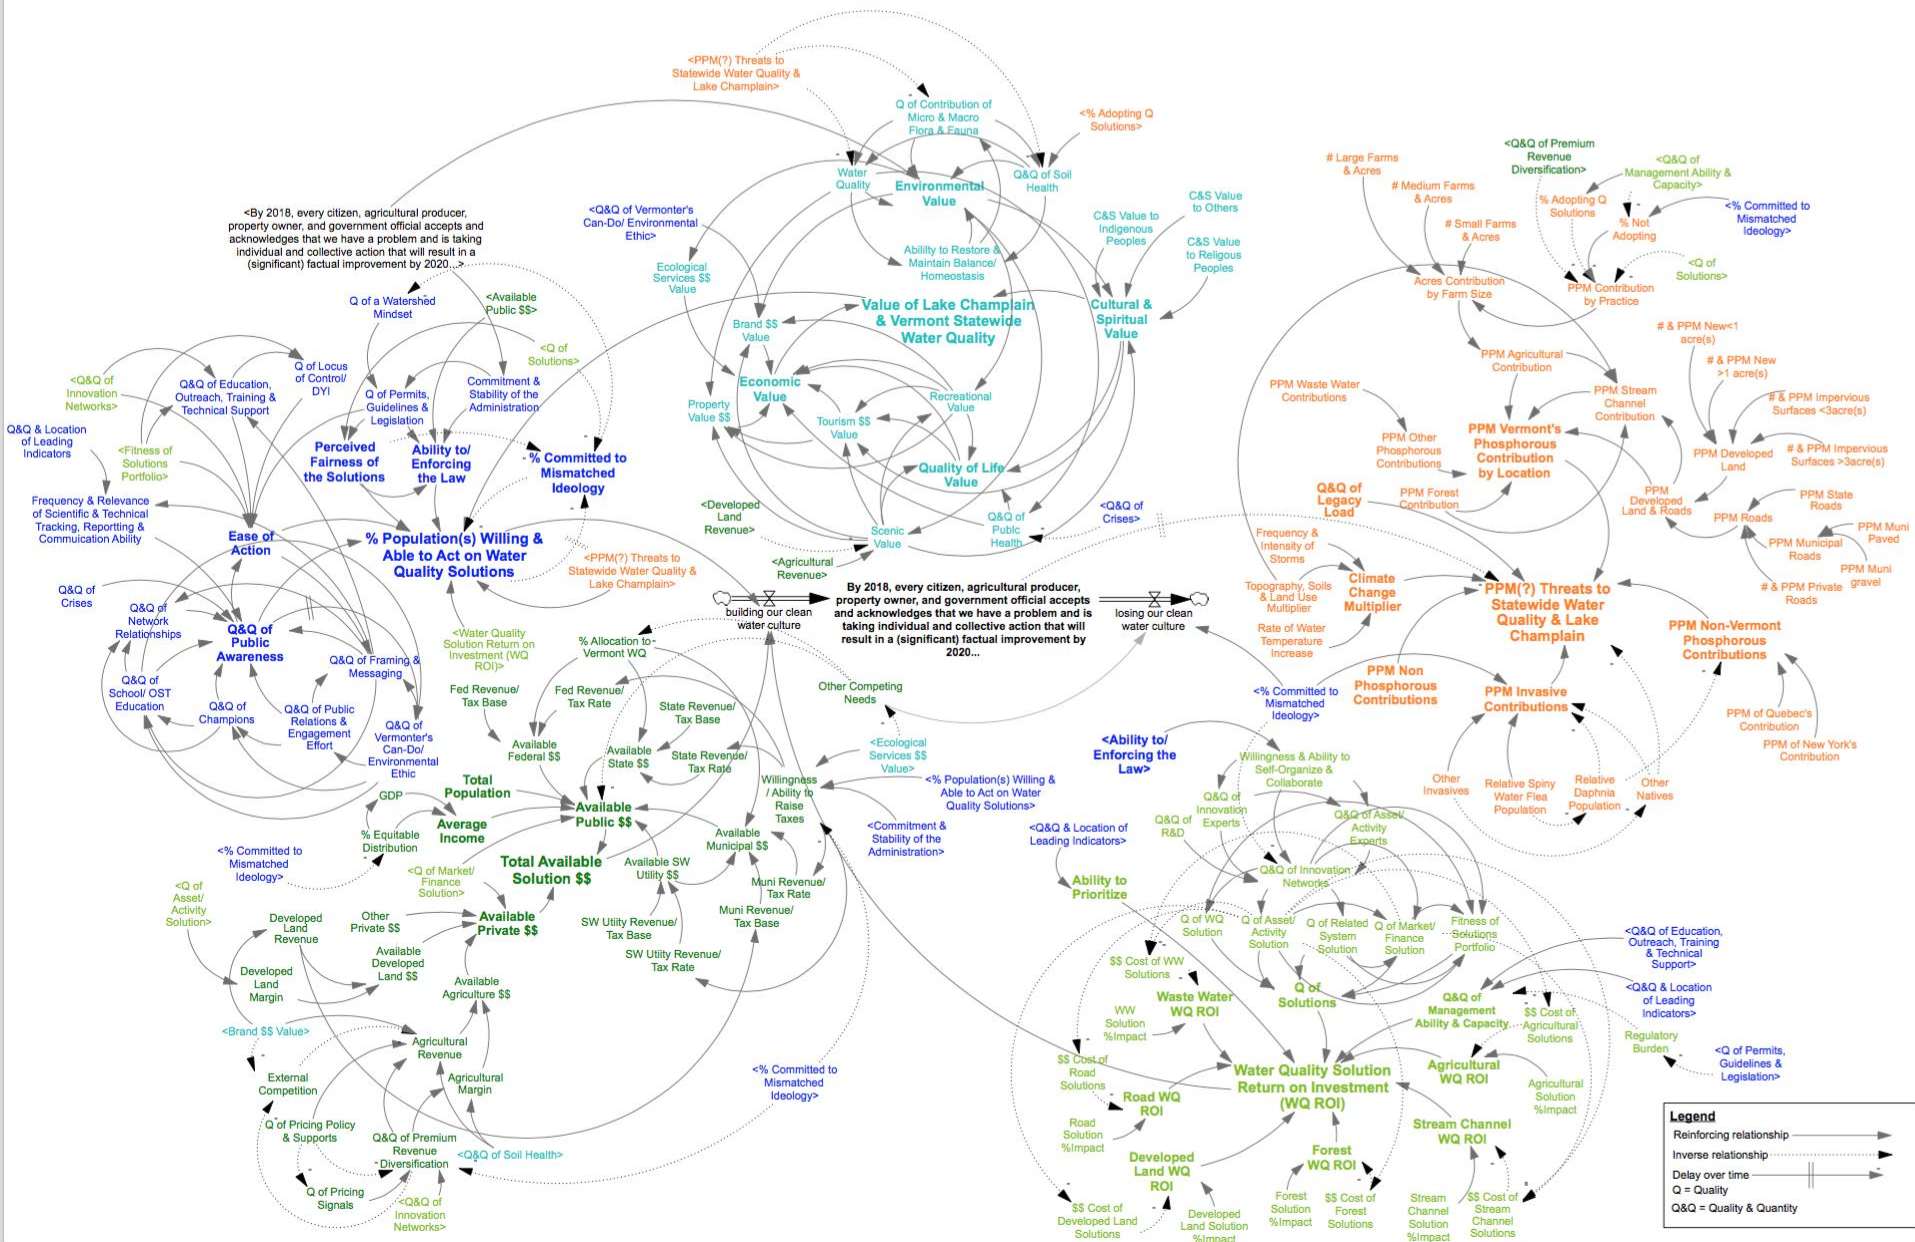 <PPM(?) Threats to
Statewide Water Quality &
Lake Champlain>
Q of Contribution of
Micro & Macro
Flora & Fauna
<% Adopting Q
Solutions>
Water
Quality
Environmental
Value
Q&Q of Soil
Health
<Q&Q of Vermonter's
Can-Do/ Environmental
Ethic>
Abililty to Restore &
Maintain Balance/
Homeostasis
C&S Value to
Indigenous
Peoples
C&S Value
to Others
C&S Value
to Religous
Peoples
Ecological
Services $$
Value
Value of Lake Champlain
& Vermont Statewide
Water Quality
Cultural &
Spiritual
Value
Brand $$
Value
Economic
Value
Property
Value $$
Tourism $$
Value
Recreational
Value
Quality of Life
Value
<Developed
Land
Revenue>
Scenic
Value
Q&Q of
Publc
Health
<Q&Q of
Crises>
<Agricultural
Revenue>
<By 2018, every citizen, agricultural producer,
property owner, and government official accepts and
acknowledges that we have a problem and is taking
individual and collective action that will result in a
(significant) factual improvement by 2020...>
Q of a Watershed
Mindset
<Available
Public $$>
<Q of
Solutions>
<Q&Q of
Innovation
Networks>
Q&Q of Education,
Outreach, Training &
Technical Support
Q of Locus
of Control/
DYI
Q of Permits,
Guidelines &
Legislation
Commitment &
Stability of the
Administration
Q&Q & Location
of Leading
Indicators
<Fitness of
Solutions
Portfolio>
Perceived
Fairness of
the Solutions
Ability to/
Enforcing
the Law
% Committed to
Mismatched
Ideology
Frequency & Relevance
of Scientific & Technical
Tracking, Reportting &
Commuication Ability
Ease of
Action
% Population(s) Willing &
Able to Act on Water
Quality Solutions
<PPM(?) Threats to
Statewide Water Quality &
Lake Champlain>
Q&Q of
Crises
Q&Q of
Network
Relationships
Q&Q of
Public
Awareness
Q&Q of Framing &
Messaging
<Water Quality
Solution Return on
Investment (WQ
ROI)>
Q&Q of
School/ OST
Education
Q&Q of
Champions
Q&Q of Public
Relations &
Engagement
Effort
Q&Q of
Vermonter's
Can-Do/
Environmental
Ethic
building our clean
water culture
By 2018, every citizen, agricultural producer,
property owner, and government official accepts
and acknowledges that we have a problem and is
taking individual and collective action that will
result in a (significant) factual improvement by
2020...
losing our clean
water culture
% Allocation to
Vermont WQ
Other Competing
Needs
Fed Revenue/
Tax Base
Fed Revenue/
Tax Rate
State Revenue/
Tax Base
State Revenue/
Tax Rate
Available
Federal $$
Available
State $$
<Ecological
Services $$
Value>
Willingness
/ Ability to
Raise
Taxes
<% Population(s) Willing &
Able to Act on Water
Quality Solutions>
<Commitment &
Stability of the
Administration>
Total
Population
GDP
Average
Income
% Equitable
Distribution
Available
Public $$
Available
Municipal $$
<% Committed to
Mismatched
Ideology>
<Q of Market/
Finance
Solution>
Total Available
Solution $$
Available SW
Utility $$
Muni Revenue/
Tax Rate
Muni Revenue/
Tax Base
<Q of
Asset/
Activity
Solution>
Developed
Land
Revenue
Other
Private $$
Available
Private $$
SW Utiity Revenue/
Tax Base
SW Utiity Revenue/
Tax Rate
Developed
Land
Margin
Available
Developed
Land $$
Available
Agriculture $$
<Brand $$ Value>
Agricultural
Revenue
External
Competition
Agricultural
Margin
Q of Pricing Policy
& Supports
Q&Q of Premium
Revenue
Diversification
<Q&Q of Soil Health>
Q of Pricing
Signals
<Q&Q of
Innovation
Networks>
<% Committed to
Mismatched
Ideology>
# Large Farms
& Acres
# Medium Farms
& Acres
# Small Farms
& Acres
<Q&Q of Premium
Revenue
Diversification>
<Q&Q of
Management Ability &
Capacity>
% Adopting Q
Solutions
% Not
Adopting
<% Committed to
Mismatched
Ideology>
<Q of
Solutions>
Acres Contribution
by Farm Size
PPM Contribution
by Practice
# & PPM New<1
acre(s)
# & PPM New
>1 acre(s)
PPM Agricultural
Contribution
PPM Waste Water
Contributions
PPM Stream
Channel
Contribution
# & PPM Impervious
Surfaces <3acre(s)
# & PPM Impervious
Surfaces >3acre(s)
PPM Other
Phosphorous
Contributions
PPM Vermont's
Phosphorous
Contribution
by Location
PPM Developed
Land
Q&Q of
Legacy
Load
PPM Forest
Contribution
PPM
Developed
Land & Roads
PPM Roads
PPM State
Roads
PPM Municipal
Roads
PPM Muni
Paved
PPM Muni
gravel
# & PPM Private
Roads
Frequency &
Intensity of
Storms
Topography, Soils
& Land Use
Multiplier
Climate
Change
Multiplier
Rate of Water
Temperature
Increase
PPM(?) Threats to
Statewide Water
Quality & Lake
Champlain
PPM Non-Vermont
Phosphorous
Contributions
PPM Non
Phosphorous
Contributions
PPM Invasive
Contributions
PPM of Quebec's
Contribution
PPM of New York's
Contribution
<% Committed to
Mismatched
Ideology>
Other
Invasives
Relative Spiny
Water Flea
Population
Relative
Daphnia
Population
Other
Natives
<Ability to/
Enforcing the
Law>
Willingness & Ability to
Self-Organize &
Collaborate
Q&Q of
Innovation
Experts
Q&Q of
R&D
Q&Q of Asset/
Activity
Experts
<Q&Q & Location of
Leading Indicators>
Ability to
Prioritize
Q&Q of Innovation
Networks
Q of WQ
Solution
Q of Asset/
Activity
Solution
Q of Related
System
Solution
Q of Market/
Finance
Solution
Fitness of
Solutions
Portfolio
<Q&Q of Education,
Outreach, Training
& Technical
Support>
<Q&Q & Location
of Leading
Indicators>
$$ Cost of WW
Solutions
Waste Water
WQ ROI
Q of
Solutions
Q&Q of
Management
Ability & Capacity
$$ Cost of
Agricultural
Solutions
Regulatory
Burden
<Q of Permits,
Guidelines &
Legislation>
WW
Solution
%Impact
$$ Cost of
Road
Solutions
Water Quality Solution
Return on Investment
(WQ ROI)
Agricultural
WQ ROI
Agricultural
Solution
%Impact
Road WQ
ROI
Road
Solution
%Impact
Stream Channel
WQ ROI
Developed
Land WQ
ROI
Forest
WQ ROI
$$ Cost of
Developed Land
Solutions
Developed
Land Solution
%Impact
Forest
Solution
%Impact
$$ Cost of
Forest
Solutions
Stream
Channel
Solution
%Impact
$$ Cost of
Stream
Channel
Solutions
Legend
Reinforcing relationship
Inverse relationship
Delay over time
Q = Quality
Q&Q = Quality & Quantity